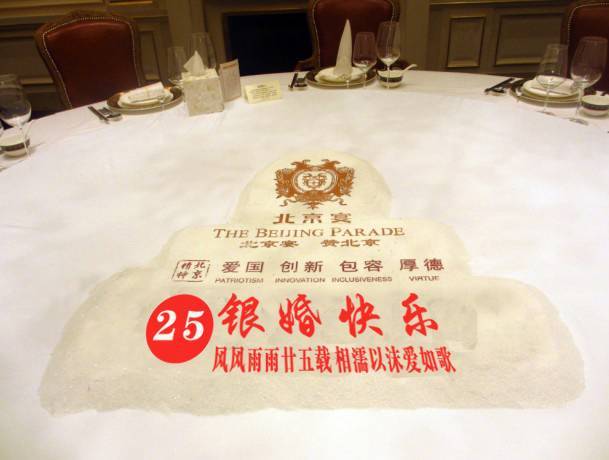 北京宴
THE BEIJING PARADE
北京宴 赞北京
北京精神 爱国 创新 包容 厚德
PATRIOTISM INNOVATION INCLUSIVENESS VIRTUE
25 银婚快乐
风风雨雨廿五载相濡以沫爱如歌